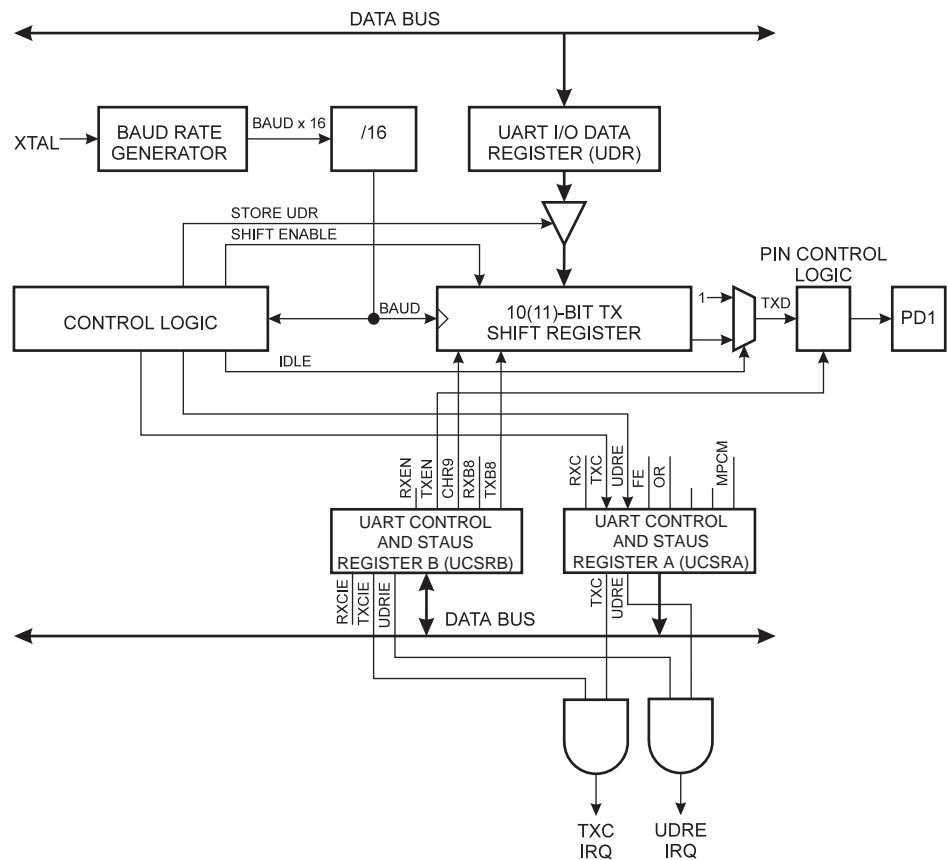 DATA BUS
XTAL
BAUD RATE
GENERATOR
BAUD x 16
/16
UART I/O DATA
REGISTER (UDR)
STORE UDR
SHIFT ENABLE
PIN CONTROL
LOGIC
CONTROL LOGIC
BAUD
10(11)-BIT TX
SHIFT REGISTER
1
TXD
PD1
IDLE
RXEN
TXEN
CHR9
RXB8
TXB8
RXC
TXC
UDRE
FE
OR
MPCM
UART CONTROL
AND STAUS
REGISTER B (UCSRB)
UART CONTROL
AND STAUS
REGISTER A (UCSRA)
RXCIE
TXCIE
UDRIE
TXC
UDRE
DATA BUS
TXC
IRQ
UDRE
IRQ